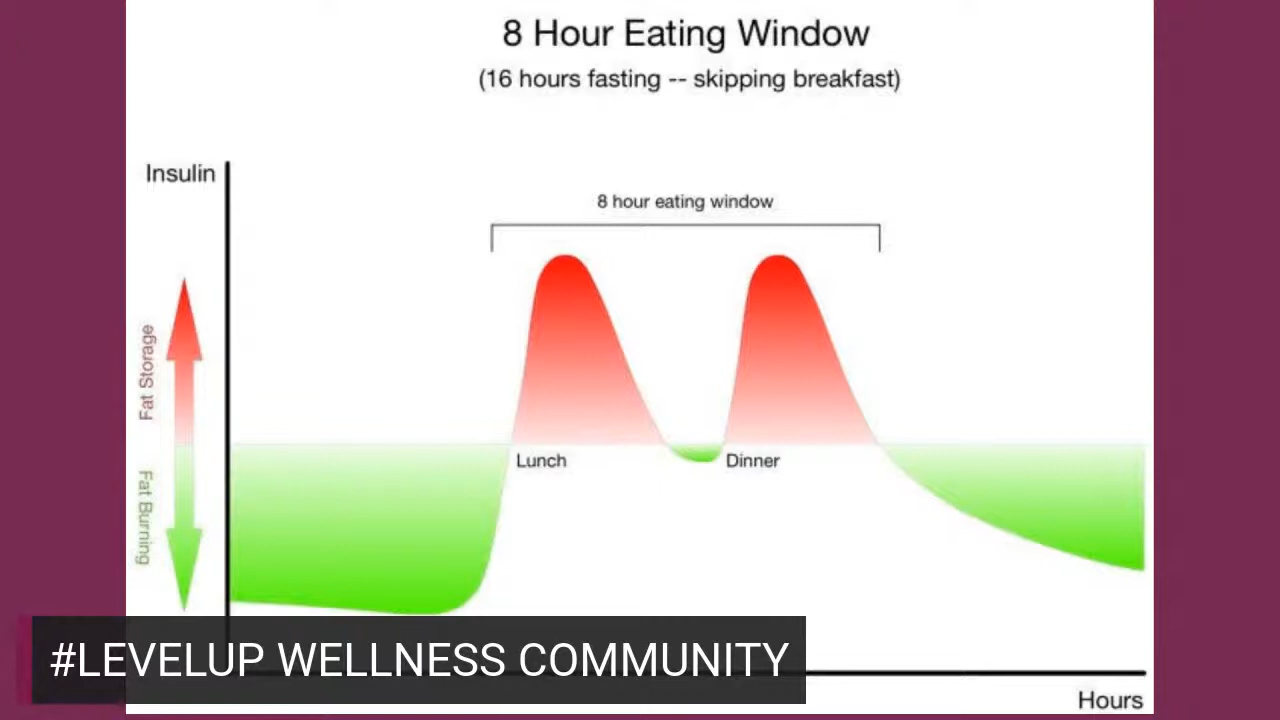 8 Hour Eating Window
(16 hours fasting -- skipping breakfast)
Insulin
8 hour eating window
Fat Storage
Fat Burning
Lunch
Dinner
#LEVELUP WELLNESS COMMUNITY
Hours